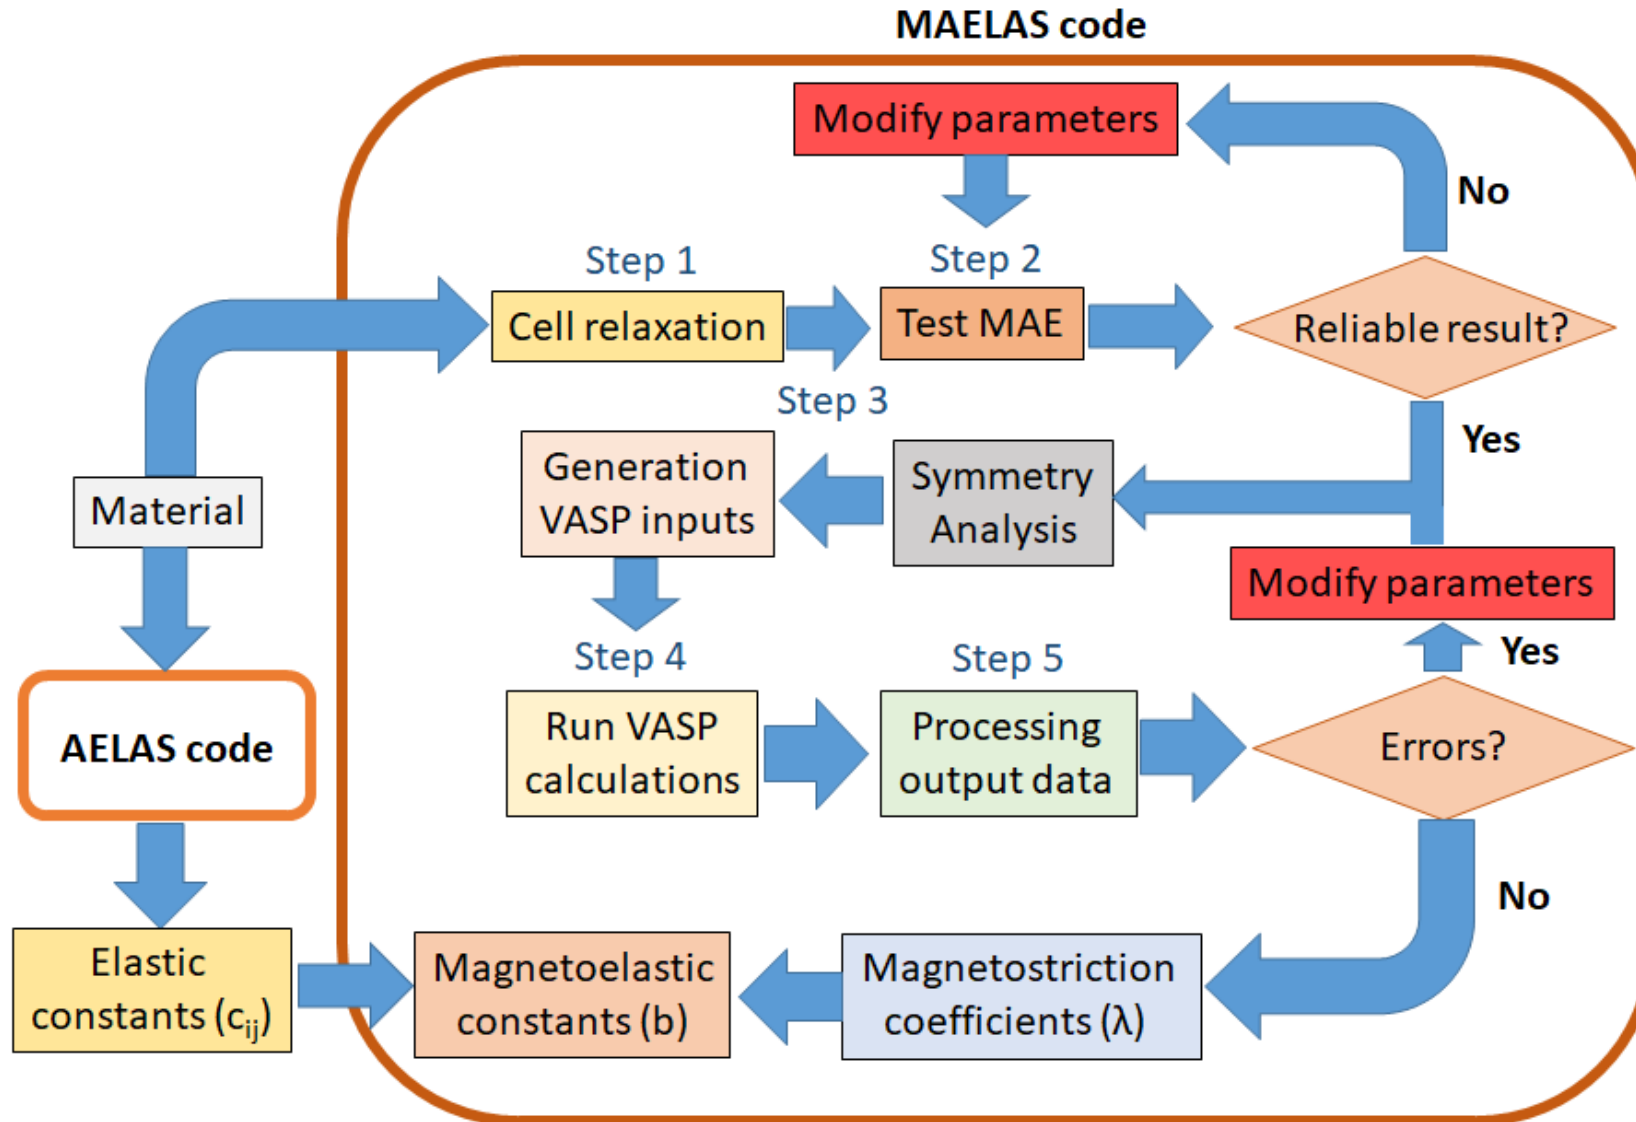 MAELAS code
Modify parameters
No
Step 1
Step 2
Cell relaxation
Test MAE
Reliable result?
Step 3
Yes
Generation
VASP inputs
Symmetry
Analysis
Material
Modify parameters
Yes
Step 4
Step 5
AELAS code
Run VASP
calculations
Processing
output data
Errors?
No
Elastic
constants (cᵢⱼ)
Magnetoelastic
constants (b)
Magnetostriction
coefficients (λ)